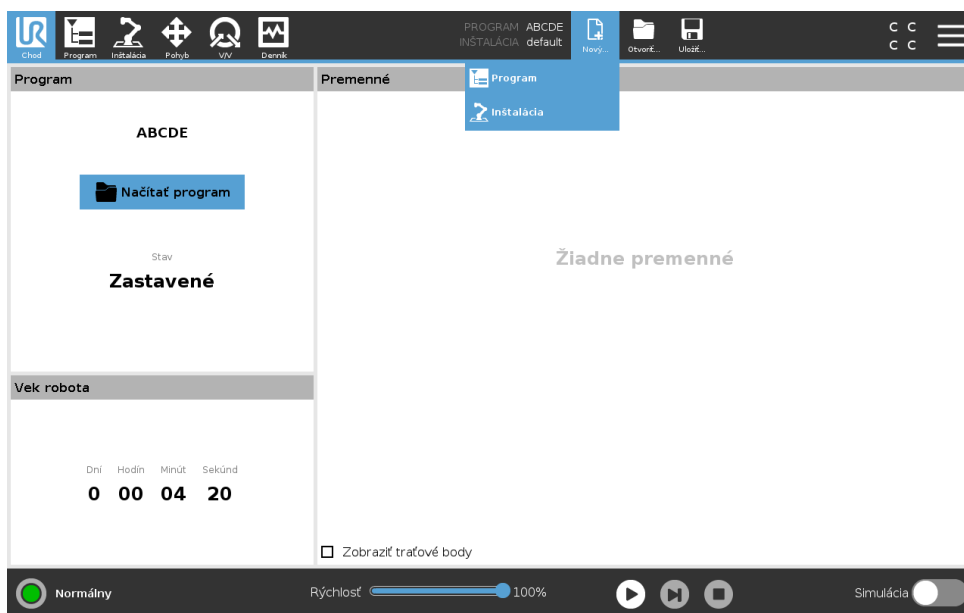 Chod
Program
Inštalácia
Pohyb
V/V
Denník
PROGRAM ABCDE
INŠTALÁCIA default
Nový...
Otvoriť...
Uložiť...
C C
C C
Program
Inštalácia
Program
ABCDE
Načítať program
Stav
Zastavené
Premenné
Žiadne premenné
Vek robota
Dní Hodín Minút Sekúnd
0 00 04 20
Zobraziť traťové body
Normálny
Rýchlosť 100%
Simulácia